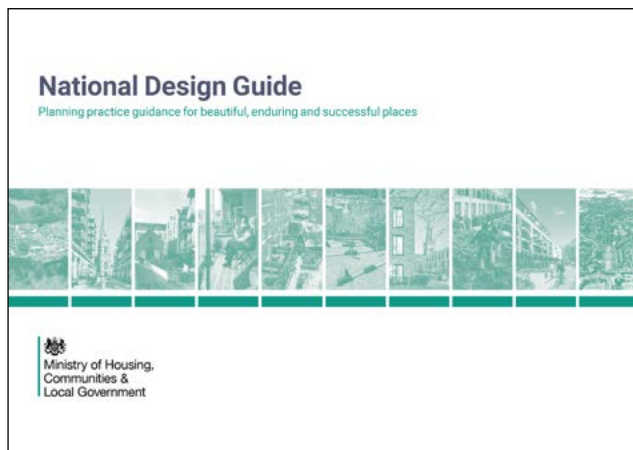 National Design Guide
Planning practice guidance for beautiful, enduring and successful places
Ministry of Housing,
Communities &
Local Government